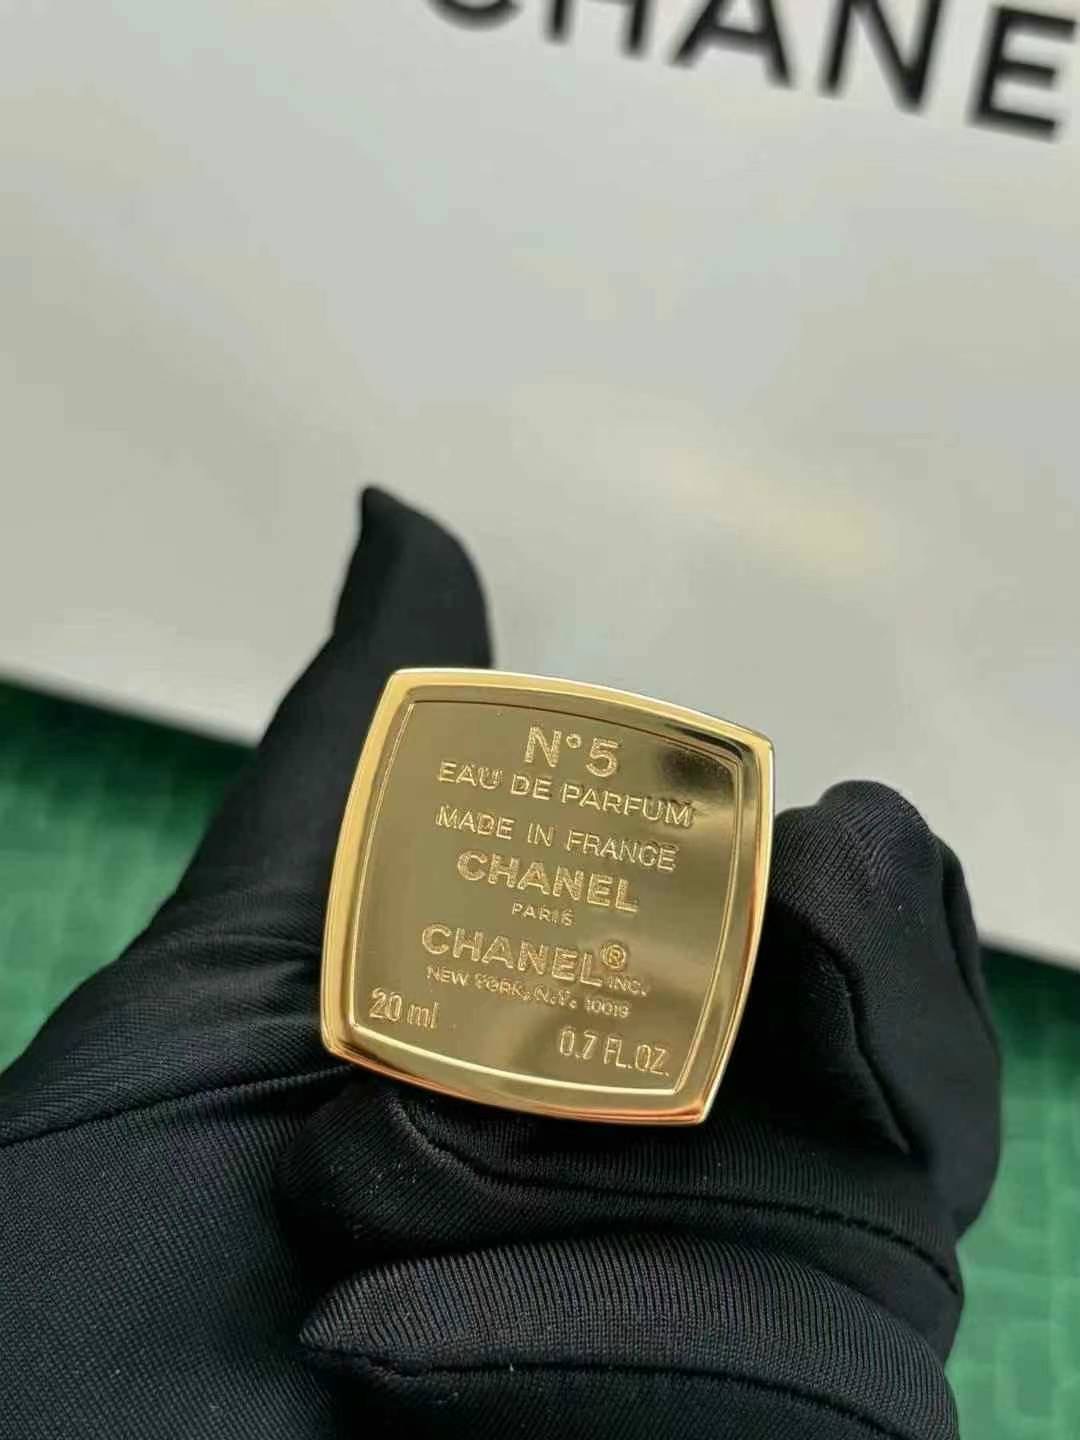 CHANE
N°5
EAU DE PARFUM
MADE IN FRANCE
CHANEL
PARIS
CHANEL® INC.
NEW YORK, N.Y. 10019
20 ml
0.7 FL.OZ.